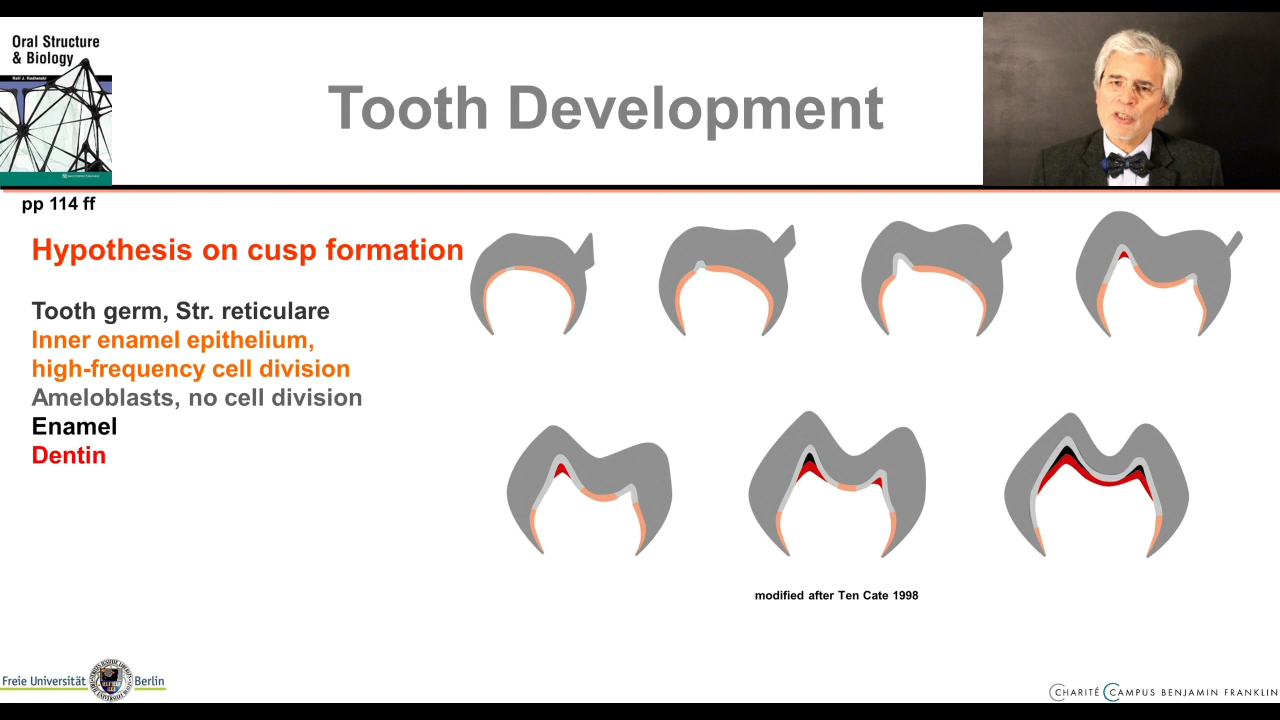 Oral Structure
& Biology
Ralf J. Radlanski
Tooth Development
pp 114 ff
Hypothesis on cusp formation
Tooth germ, Str. reticulare
Inner enamel epithelium,
high-frequency cell division
Ameloblasts, no cell division
Enamel
Dentin
modified after Ten Cate 1998
Freie Universität Berlin
CHARITÉ CAMPUS BENJAMIN FRANKLIN